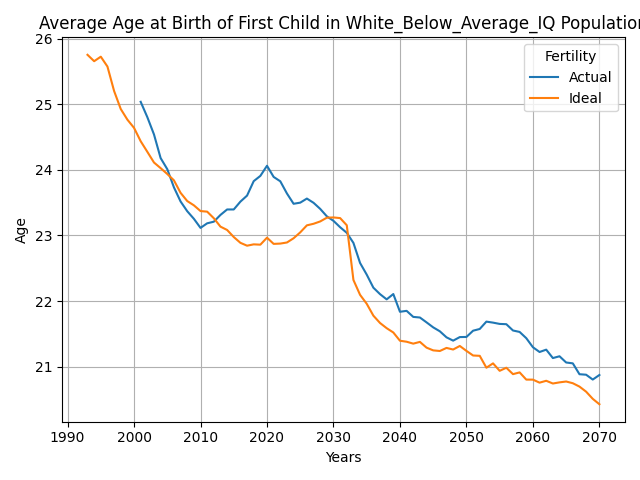 Average Age at Birth of First Child in White_Below_Average_IQ Population
Fertility
Actual
Ideal
26
25
24
23
22
21
Age
1990
2000
2010
2020
2030
2040
2050
2060
2070
Years